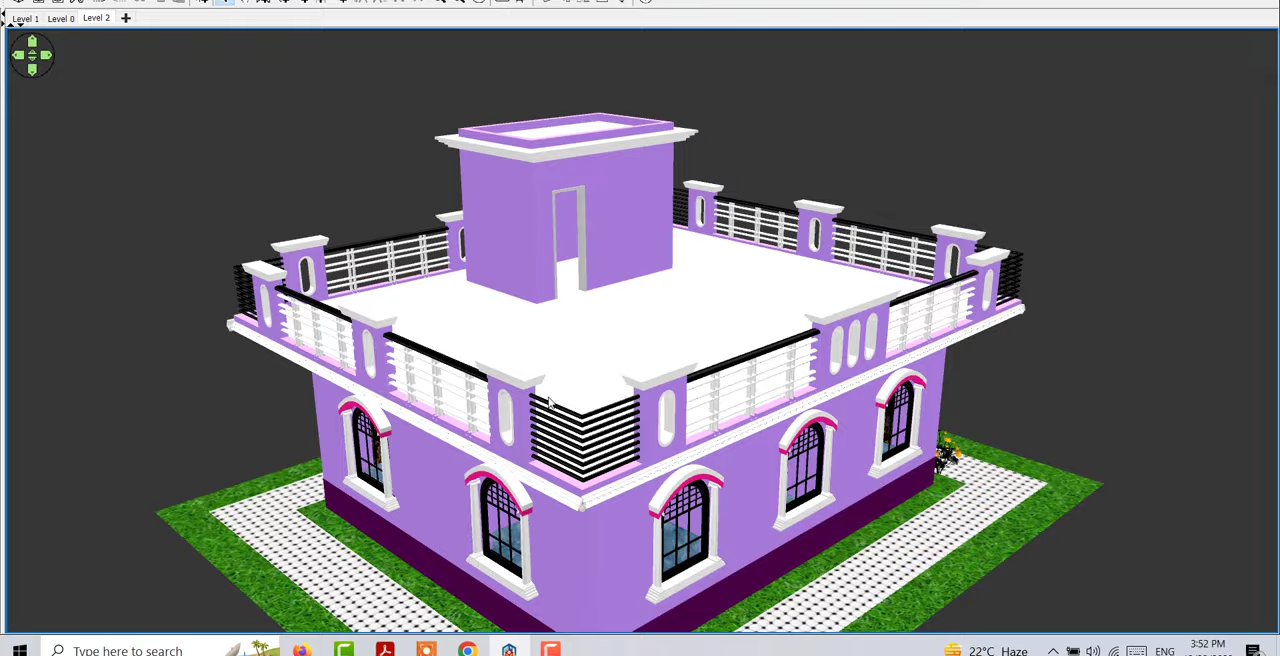 Level 1 Level 0 Level 2
Type here to search
22°C Haze
ENG
3:52 PM